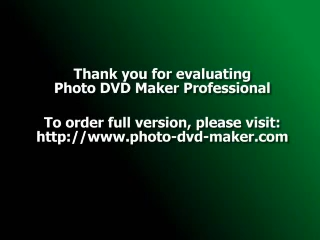 Thank you for evaluating
Photo DVD Maker Professional
To order full version, please visit:
http://www.photo-dvd-maker.com